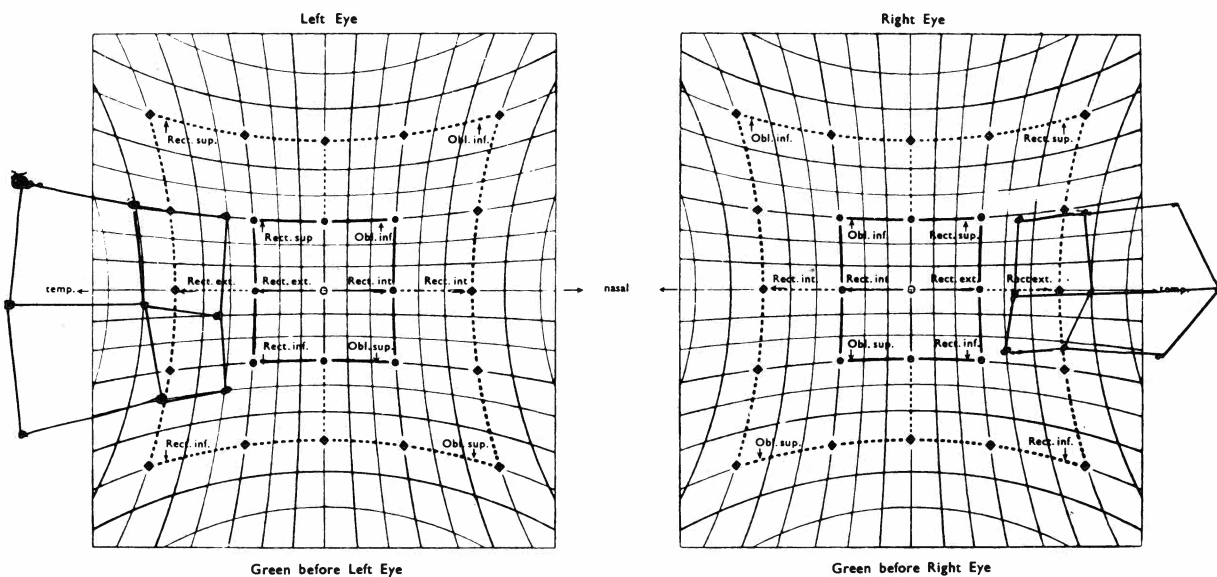 Left Eye
Rect. sup.
Obl. inf.
Rect. sup
Obl. inf.
temp.
Rect. ext.
Rect. ext.
Rect. int.
Rect. int
Rect. inf.
Obl. sup.
Rect. inf.
Obl. sup.
Green before Left Eye
nasal
Right Eye
Obl. inf.
Rect. sup.
Obl. inf.
Rect. sup.
Rect. int.
Rect. int
Rect. ext.
Rect. ext.
temp.
Obl. sup.
Rect. inf.
Obl. sup.
Rect. inf.
Green before Right Eye